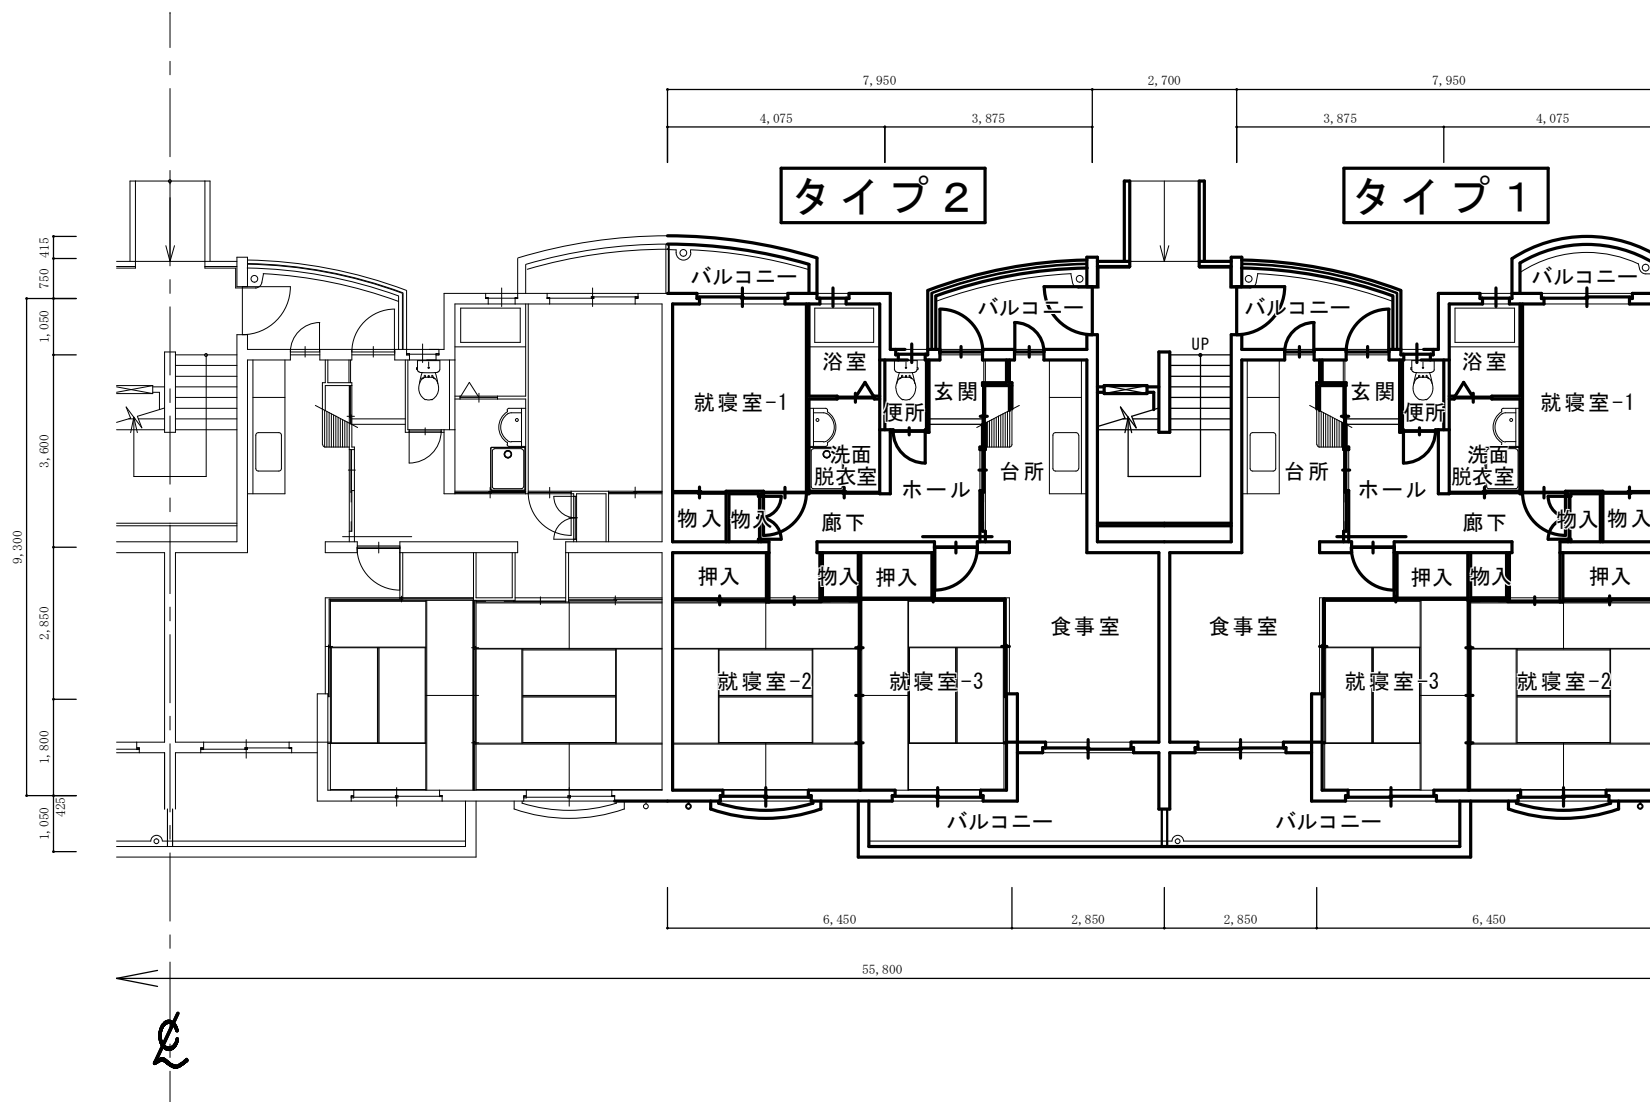 7,950
2,700
7,950
4,075
3,875
3,875
4,075
タイプ2
タイプ1
415
750
1,050
3,600
9,300
2,850
1,800
1,050
425
バルコニー
バルコニー
バルコニー
バルコニー
UP
浴室
玄関
便所
就寝室-1
洗面
脱衣室
ホール
台所
物入
物入
廊下
押入
物入
押入
食事室
就寝室-2
就寝室-3
バルコニー
玄関
便所
浴室
就寝室-1
台所
ホール
洗面
脱衣室
廊下
物入
物入
押入
物入
押入
食事室
就寝室-3
就寝室-2
バルコニー
6,450
2,850
2,850
6,450
55,800
CL